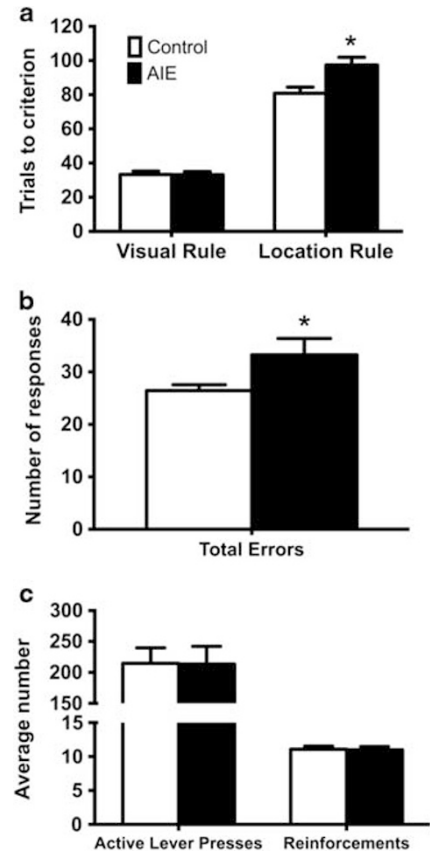 a
Trials to criterion
120
100
80
60
40
20
0
Control
AIE
*
Visual Rule
Location Rule
b
Number of responses
40
30
20
10
0
*
Total Errors
c
Average number
300
250
200
150
15
10
5
0
Active Lever Presses
Reinforcements